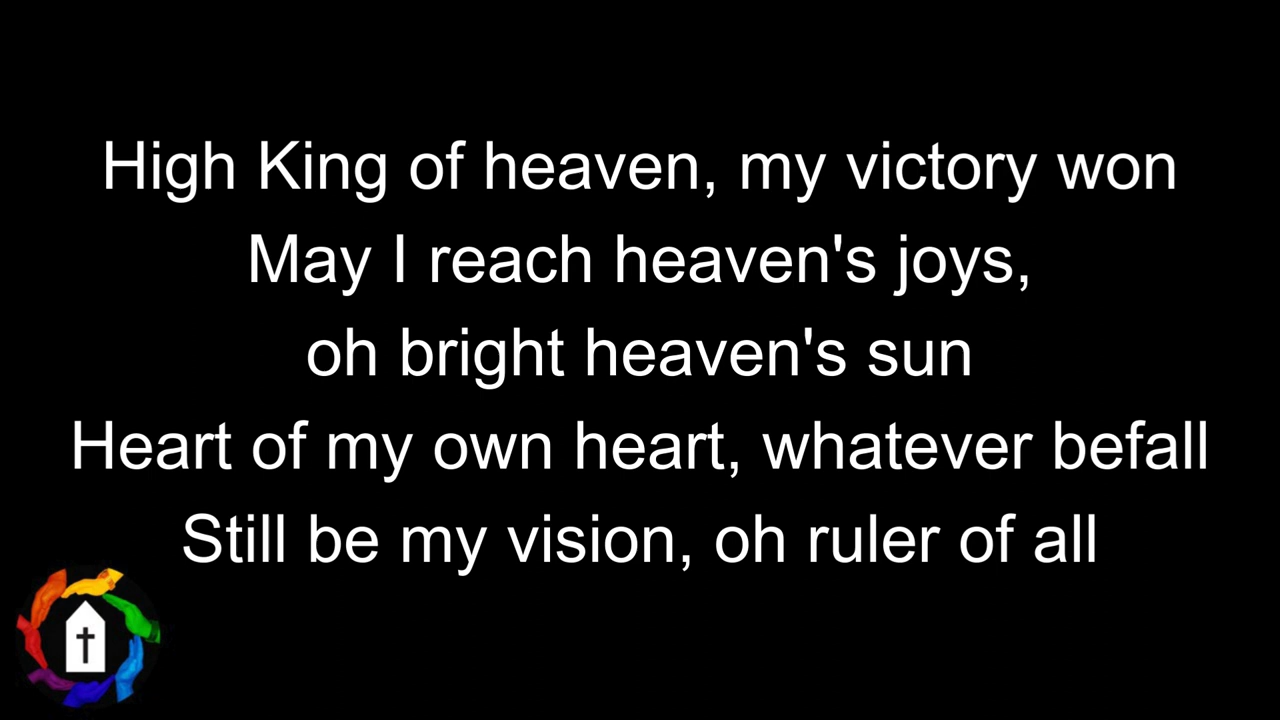 High King of heaven, my victory won
May I reach heaven's joys,
oh bright heaven's sun
Heart of my own heart, whatever befall
Still be my vision, oh ruler of all